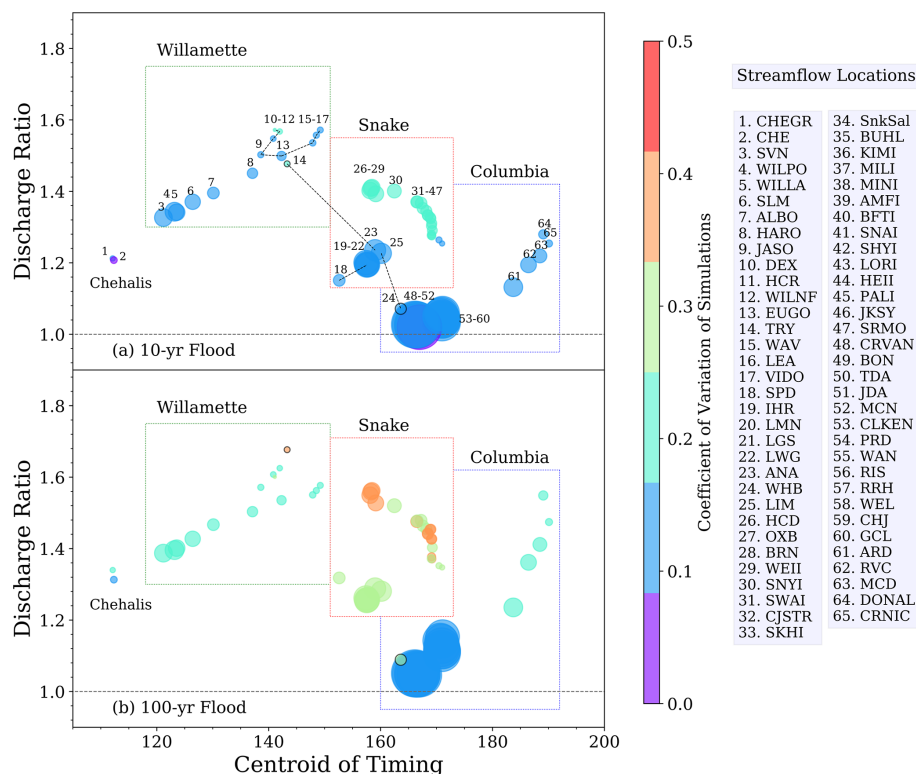 Willamette
10-12
15-17
9
13
14
8
7
6
45
3
Snake
26-29
30
31-47
Columbia
23
25
19-22
18
24
48-52
53-60
64
65
63
62
61
1
2
Chehalis
(a) 10-yr Flood
1.8
1.6
1.4
1.2
1.0
Discharge Ratio
Willamette
Snake
Columbia
Chehalis
(b) 100-yr Flood
1.8
1.6
1.4
1.2
1.0
Discharge Ratio
120
140
160
180
200
Centroid of Timing
0.5
0.4
0.3
0.2
0.1
0.0
Coefficient of Variation of Simulations
Streamflow Locations
1. CHEGR
2. CHE
3. SVN
4. WILPO
5. WILLA
6. SLM
7. ALBO
8. HARO
9. JASO
10. DEX
11. HCR
12. WILNF
13. EUGO
14. TRY
15. WAV
16. LEA
17. VIDO
18. SPD
19. IHR
20. LMN
21. LGS
22. LWG
23. ANA
24. WHB
25. LIM
26. HCD
27. OXB
28. BRN
29. WEII
30. SNYI
31. SWAI
32. CJSTR
33. SKHI
34. SnkSal
35. BUHL
36. KIMI
37. MILI
38. MINI
39. AMFI
40. BFTI
41. SNAI
42. SHYI
43. LORI
44. HEII
45. PALI
46. JKSY
47. SRMO
48. CRVAN
49. BON
50. TDA
51. JDA
52. MCN
53. CLKEN
54. PRD
55. WAN
56. RIS
57. RRH
58. WEL
59. CHJ
60. GCL
61. ARD
62. RVC
63. MCD
64. DONAL
65. CRNIC